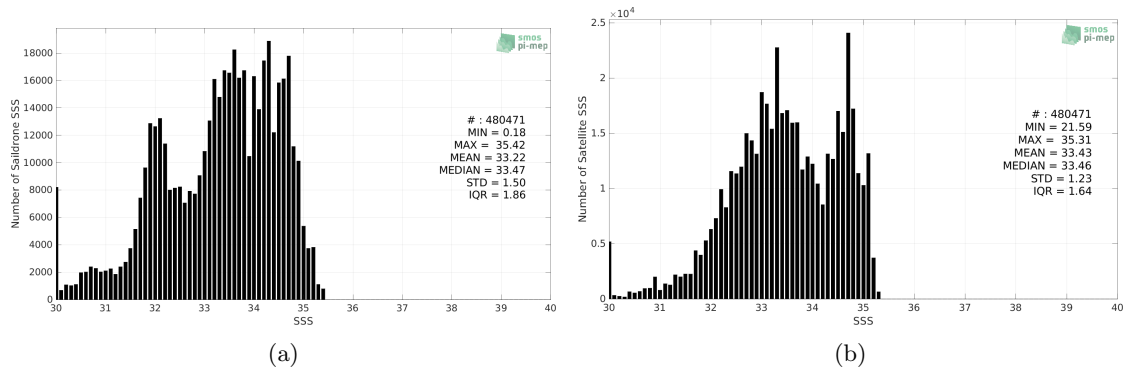 smos
pi-mep
Number of Saildrone SSS
18000
16000
14000
12000
10000
8000
6000
4000
2000
0
# : 480471
MIN = 0.18
MAX = 35.42
MEAN = 33.22
MEDIAN = 33.47
STD = 1.50
IQR = 1.86
30 31 32 33 34 35 36 37 38 39 40
SSS
(a)
×10⁴
smos
pi-mep
Number of Satellite SSS
2.5
2
1.5
1
0.5
0
# : 480471
MIN = 21.59
MAX = 35.31
MEAN = 33.43
MEDIAN = 33.46
STD = 1.23
IQR = 1.64
30 31 32 33 34 35 36 37 38 39 40
SSS
(b)